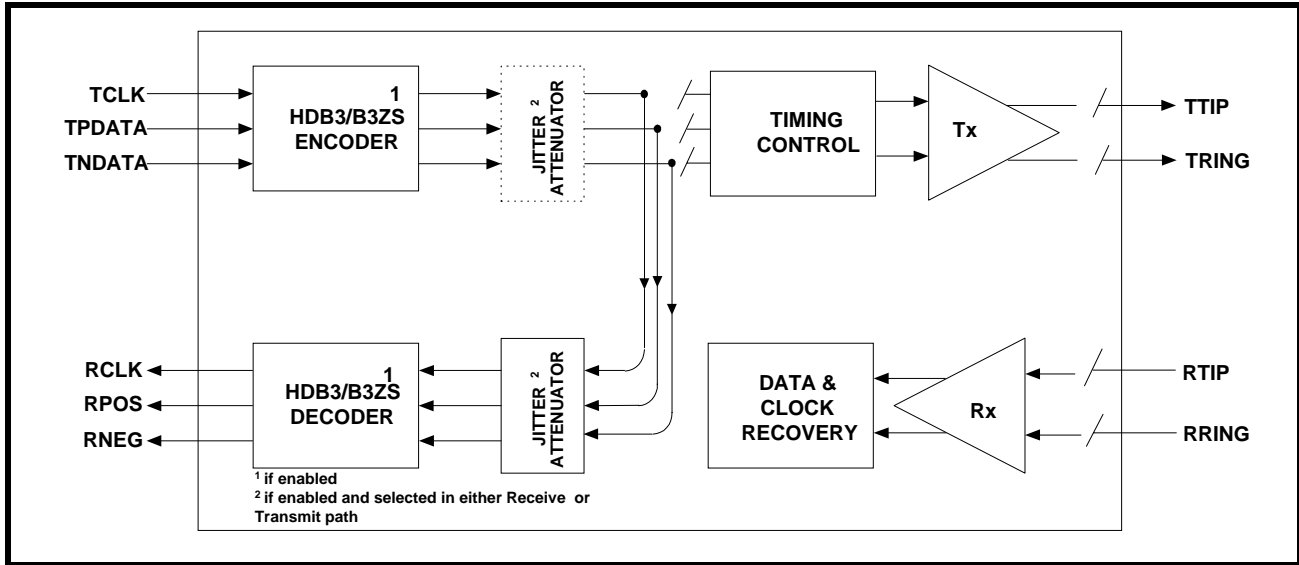 TCLK
TPDATA
TNDATA
1
HDB3/B3ZS
ENCODER
JITTER 2
ATTENUATOR
TIMING
CONTROL
Tx
TTIP
TRING
RCLK
RPOS
RNEG
1
HDB3/B3ZS
DECODER
JITTER 2
ATTENUATOR
DATA &
CLOCK
RECOVERY
Rx
RTIP
RRING
1 if enabled
2 if enabled and selected in either Receive or
Transmit path